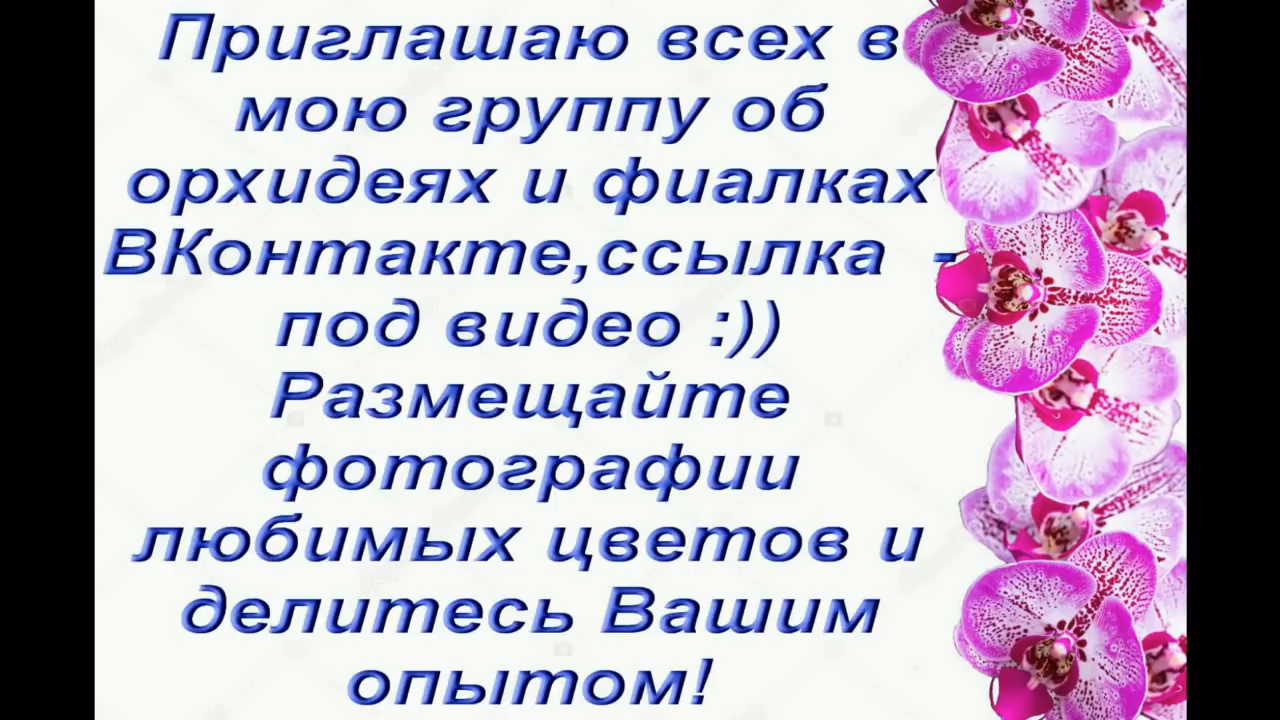 Приглашаю всех в
мою группу об
орхидеях и фиалках
ВКонтакте,ссылка -
под видео :))
Размещайте
фотографии
любимых цветов и
делитесь Вашим
опытом!